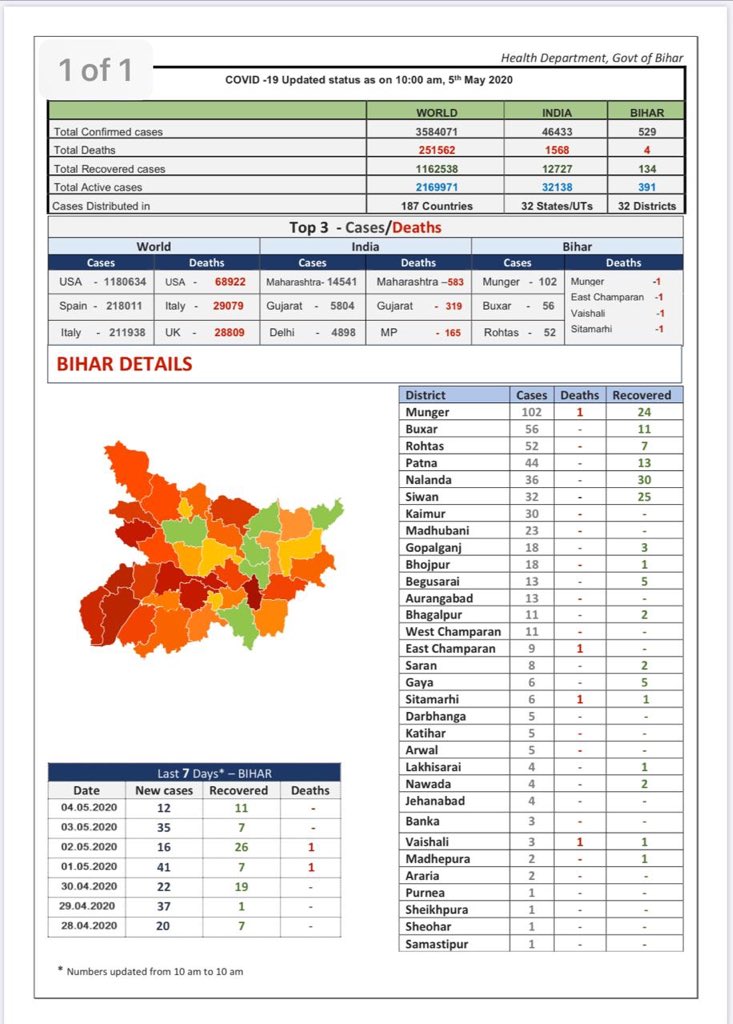 1 of 1
Health Department, Govt of Bihar
COVID -19 Updated status as on 10:00 am, 5th May 2020
WORLD INDIA BIHAR
Total Confirmed cases 3584071 46433 529
Total Deaths 251562 1568 4
Total Recovered cases 1162538 12727 134
Total Active cases 2169971 32138 391
Cases Distributed in 187 Countries 32 States/UTs 32 Districts
Top 3 - Cases/Deaths
World India Bihar
Cases Deaths Cases Deaths Cases Deaths
USA - 1180634 USA - 68922 Maharashtra- 14541 Maharashtra –583 Munger - 102 Munger -1
East Champaran -1
Spain - 218011 Italy - 29079 Gujarat - 5804 Gujarat - 319 Buxar - 56 Vaishali -1
Italy - 211938 UK - 28809 Delhi - 4898 MP - 165 Rohtas - 52 Sitamarhi -1
BIHAR DETAILS
District Cases Deaths Recovered
Munger 102 1 24
Buxar 56 - 11
Rohtas 52 - 7
Patna 44 - 13
Nalanda 36 - 30
Siwan 32 - 25
Kaimur 30 - -
Madhubani 23 - -
Gopalganj 18 - 3
Bhojpur 18 - 1
Begusarai 13 - 5
Aurangabad 13 - -
Bhagalpur 11 - 2
West Champaran 11 - -
East Champaran 9 1 -
Saran 8 - 2
Gaya 6 - 5
Sitamarhi 6 1 1
Darbhanga 5 - -
Katihar 5 - -
Arwal 5 - -
Lakhisarai 4 - 1
Nawada 4 - 2
Jehanabad 4 - -
Banka 3 - -
Vaishali 3 1 1
Madhepura 2 - 1
Araria 2 - -
Purnea 1 - -
Sheikhpura 1 - -
Sheohar 1 - -
Samastipur 1 - -
Last 7 Days* – BIHAR
Date New cases Recovered Deaths
04.05.2020 12 11 -
03.05.2020 35 7 -
02.05.2020 16 26 1
01.05.2020 41 7 1
30.04.2020 22 19 -
29.04.2020 37 1 -
28.04.2020 20 7 -
* Numbers updated from 10 am to 10 am